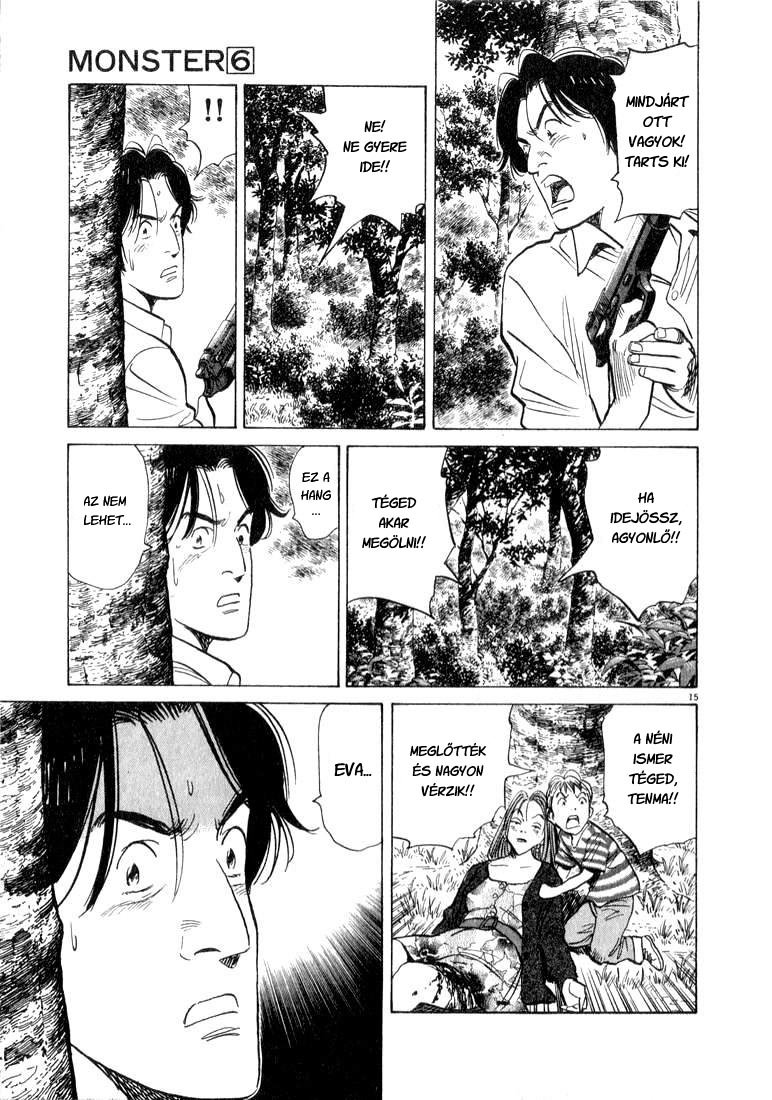 MONSTER 6
MINDJÁRT
OTT
VAGYOK!
TARTS KI!
NE!
NE GYERE
IDE!!
!!
HA
IDEJÖSSZ,
AGYONLŐ!!
TÉGED
AKAR
MEGÖLNI!!
EZ A
HANG
...
AZ NEM
LEHET...
15
A NÉNI
ISMER
TÉGED,
TENMA!!
MEGLŐTTÉK
ÉS NAGYON
VÉRZIK!!
EVA...